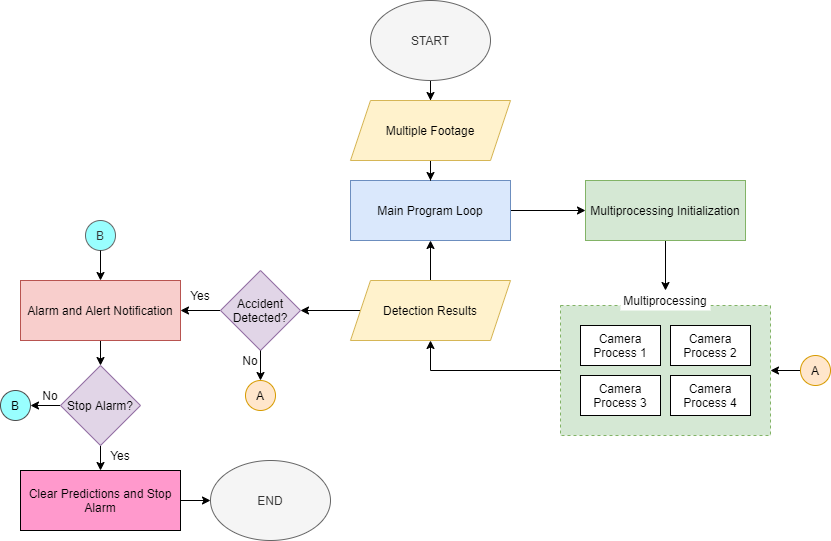 START
Multiple Footage
Main Program Loop
Multiprocessing Initialization
B
Alarm and Alert Notification
Yes
Accident
Detected?
Detection Results
Multiprocessing
Camera
Process 1
Camera
Process 2
Camera
Process 3
Camera
Process 4
A
No
A
B
No
Stop Alarm?
Yes
Clear Predictions and Stop
Alarm
END